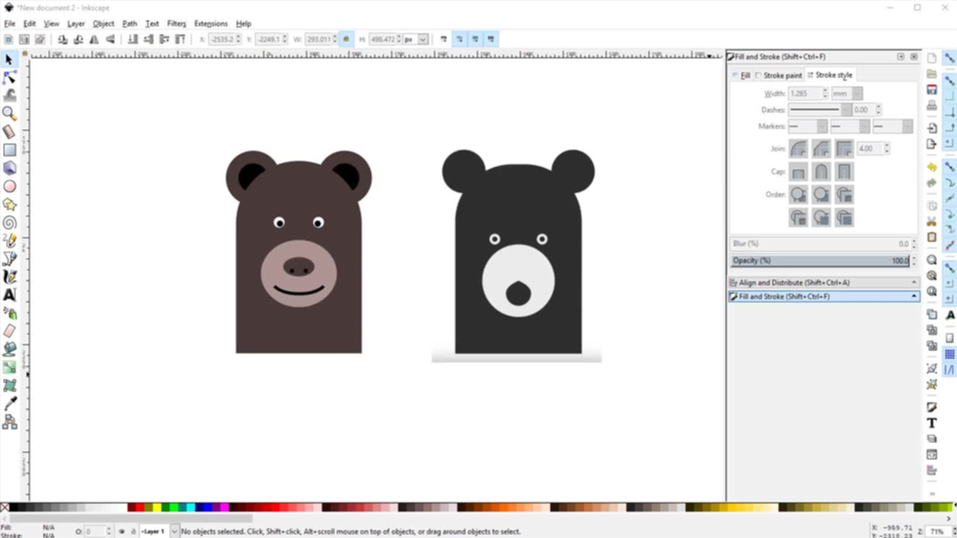 *New document.2 - Inkscape
File Edit View Layer Object Path Text Filters Extensions Help
X: -2535.2 Y: -2249.1 W: 293.011 H: 498.472 px
Fill and Stroke (Shift+Ctrl+F)
Fill Stroke paint Stroke style
Width: 1.265 mm
Dashes: 0.00
Markers:
Join: 4.00
Cap:
Order:
Blur (%) 0.0
Opacity (%) 100.0
Align and Distribute (Shift+Ctrl+A)
Fill and Stroke (Shift+Ctrl+F)
Fill: N/A
Stroke: N/A
O: 0
Layer 1
No objects selected. Click, Shift+click, Alt+scroll mouse on top of objects, or drag around objects to select.
X: -959.71
Y: -2318.23
Z: 71%